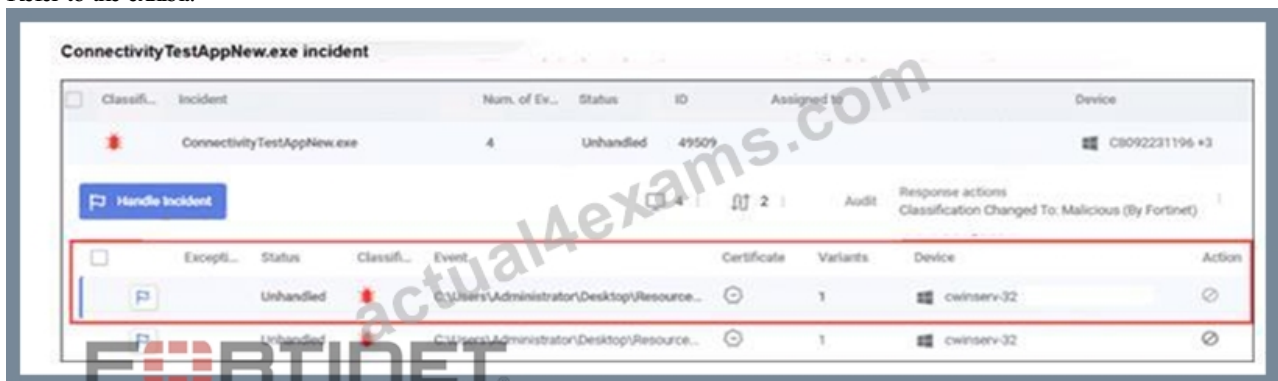 ConnectivityTestAppNew.exe incident
Classifi... Incident Num. of Ev... Status ID Assigned to Device
ConnectivityTestAppNew.exe 4 Unhandled 49509 C8092231196 +3
Handle Incident 4 2 Audit Response actions
Classification Changed To: Malicious (By Fortinet)
Excepti... Status Classifi... Event Certificate Variants Device Action
Unhandled C:\Users\Administrator\Desktop\Resource... 1 cwinserv-32
Unhandled C:\Users\Administrator\Desktop\Resource... 1 cwinserv-32
actual4exams.com
FORTINET